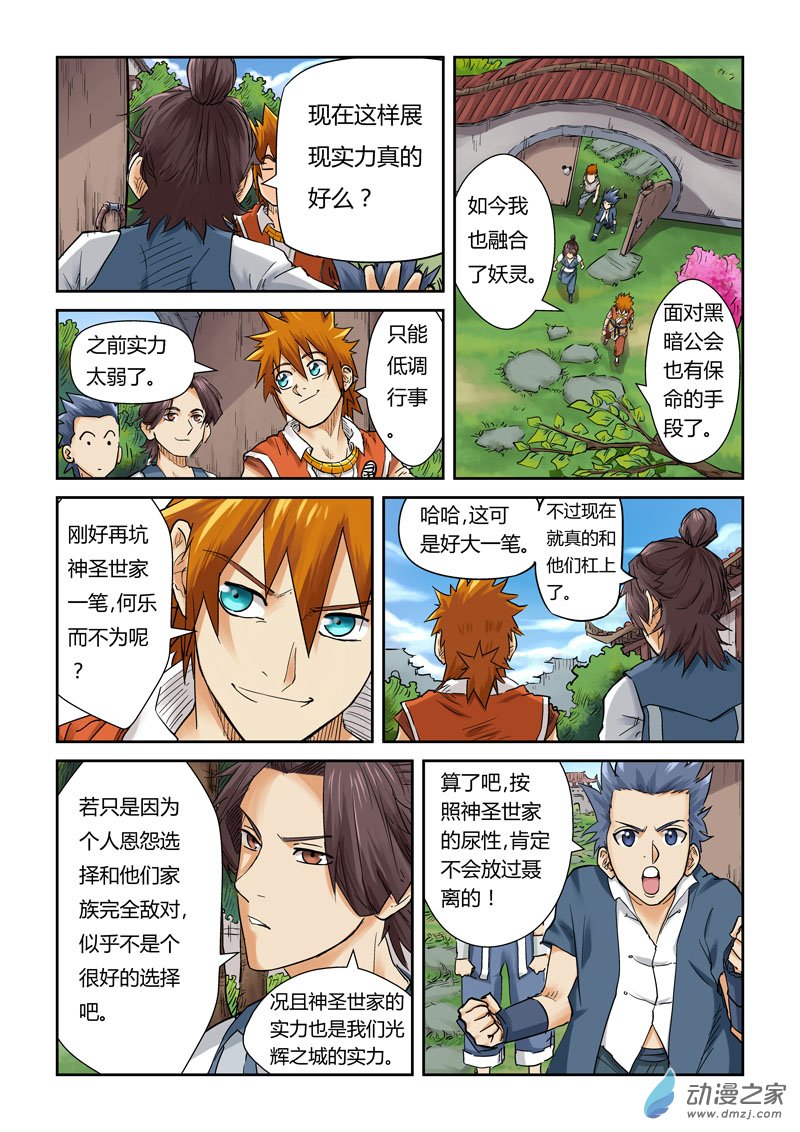 现在这样展
现实力真的
好么？
如今我
也融合
了妖灵。
面对黑
暗公会
也有保
命的手
段了。
之前实力
太弱了。
只能
低调
行事
。
刚好再坑
神圣世家
一笔,何乐
而不为呢
？
哈哈,这可
是好大一笔。
不过现在
就真的和
他们杠上
了。
若只是因为
个人恩怨选
择和他们家
族完全敌对,
似乎不是个
很好的选择
吧。
况且神圣世家的
实力也是我们光
辉之城的实力。
算了吧,按
照神圣世家
的尿性,肯定
不会放过聂
离的！
动漫之家
www.dmzj.com